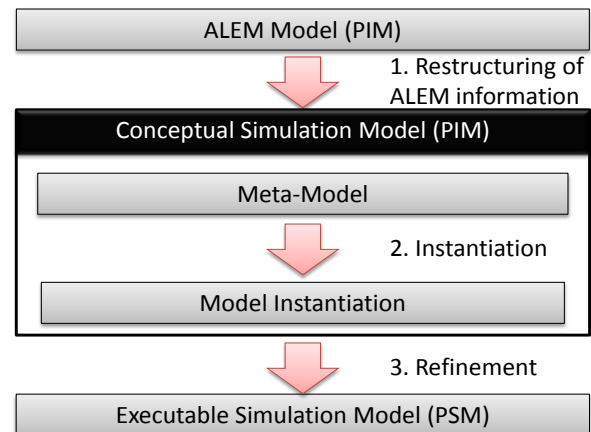 ALEM Model (PIM)
1. Restructuring of
ALEM information
Conceptual Simulation Model (PIM)
Meta-Model
2. Instantiation
Model Instantiation
3. Refinement
Executable Simulation Model (PSM)